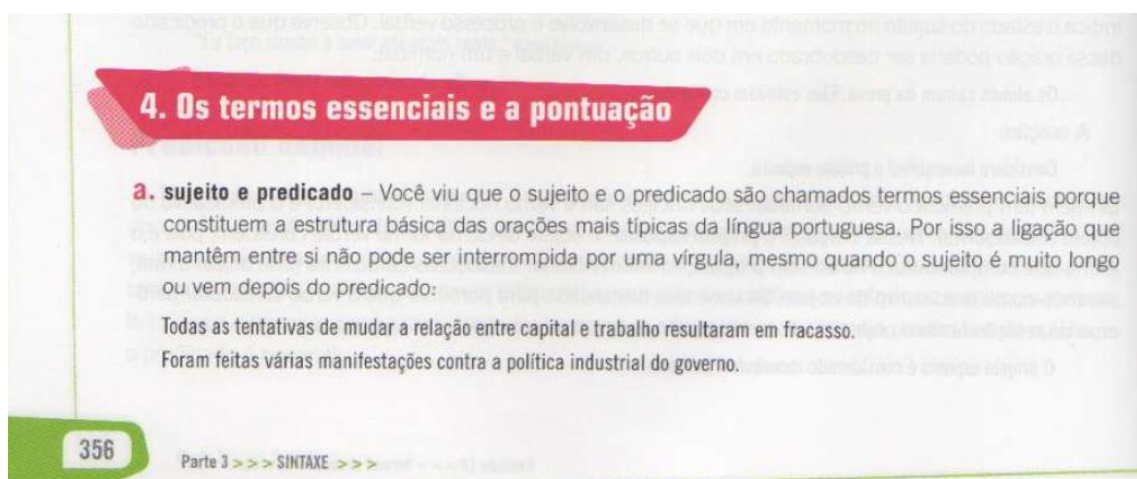 4. Os termos essenciais e a pontuação
a. sujeito e predicado – Você viu que o sujeito e o predicado são chamados termos essenciais porque
constituem a estrutura básica das orações mais típicas da língua portuguesa. Por isso a ligação que
mantêm entre si não pode ser interrompida por uma vírgula, mesmo quando o sujeito é muito longo
ou vem depois do predicado:
Todas as tentativas de mudar a relação entre capital e trabalho resultaram em fracasso.
Foram feitas várias manifestações contra a política industrial do governo.
356
Parte 3 > > > SINTAXE > > >